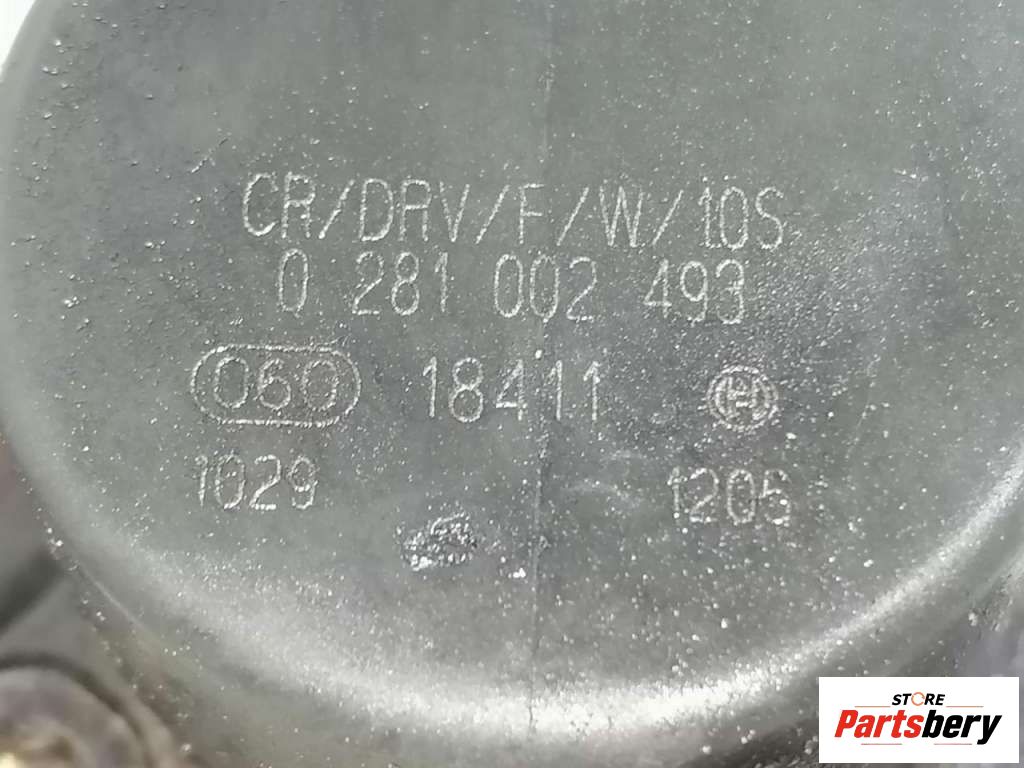 CR/DRV/F/W/10S
0 281 002 493
060 18411
1029 1206
STORE
Partsbery